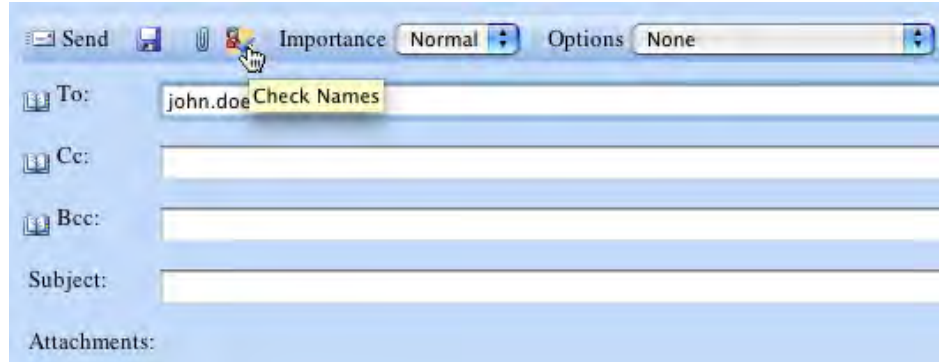 Send Importance Normal Options None
To: john.doe Check Names
Cc:
Bcc:
Subject:
Attachments: